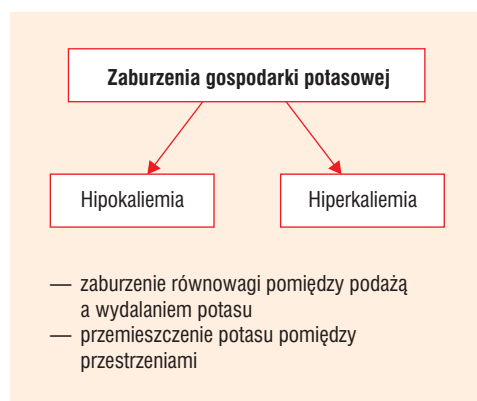 Zaburzenia gospodarki potasowej
Hipokaliemia
Hiperkaliemia
— zaburzenie równowagi pomiędzy podażą
a wydalaniem potasu
— przemieszczenie potasu pomiędzy
przestrzeniami